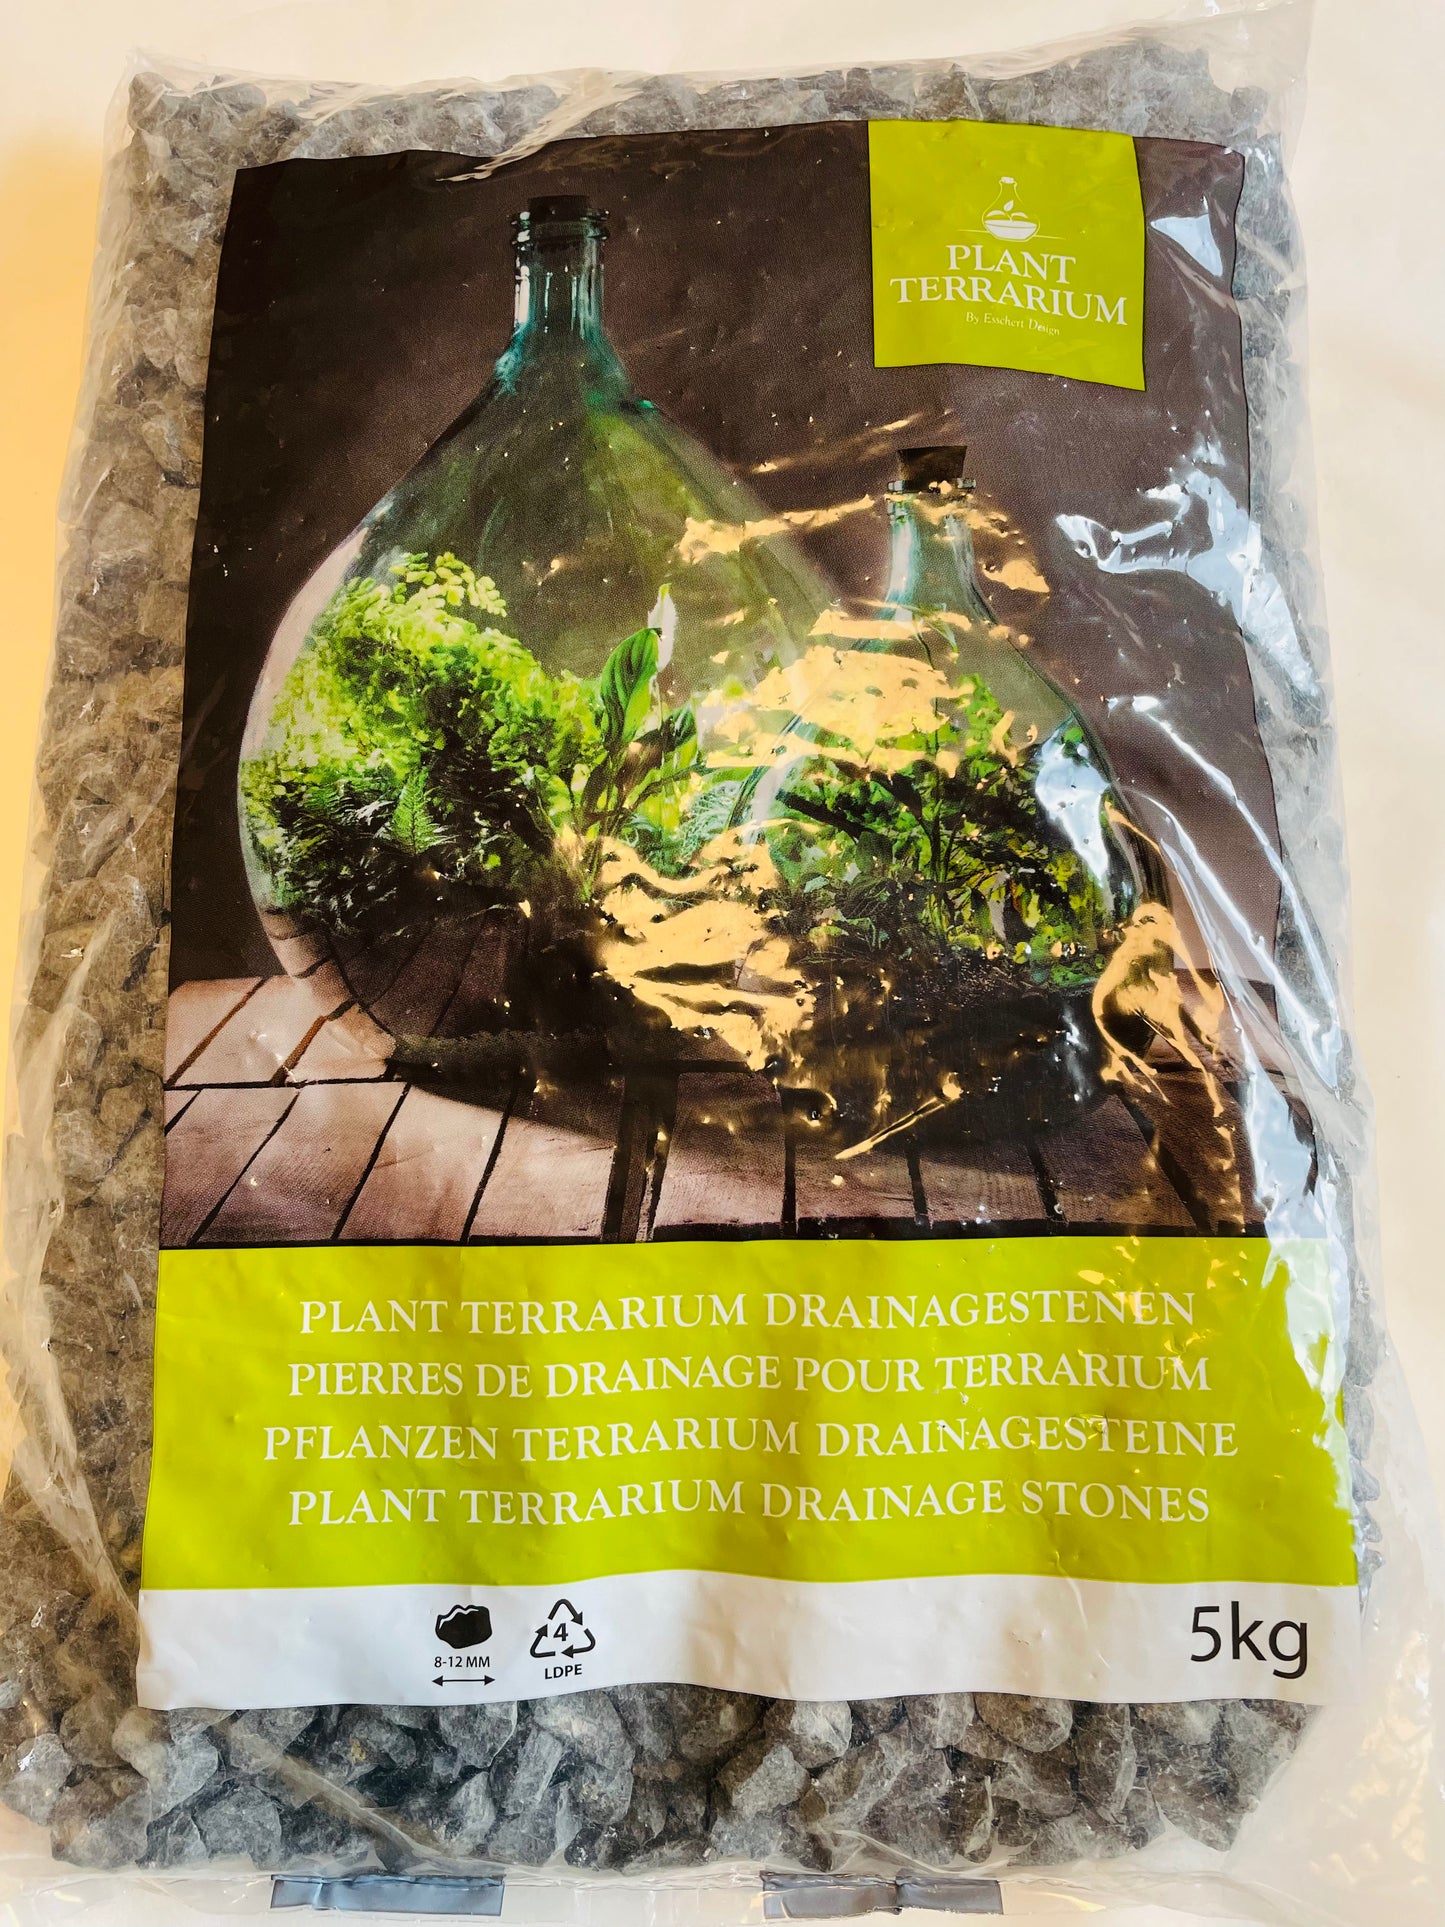 PLANT
TERRARIUM
By Esschert Design
PLANT TERRARIUM DRAINAGESTENEN
PIERRES DE DRAINAGE POUR TERRARIUM
PFLANZEN TERRARIUM DRAINAGESTEINE
PLANT TERRARIUM DRAINAGE STONES
8-12 MM
4
LDPE
5kg